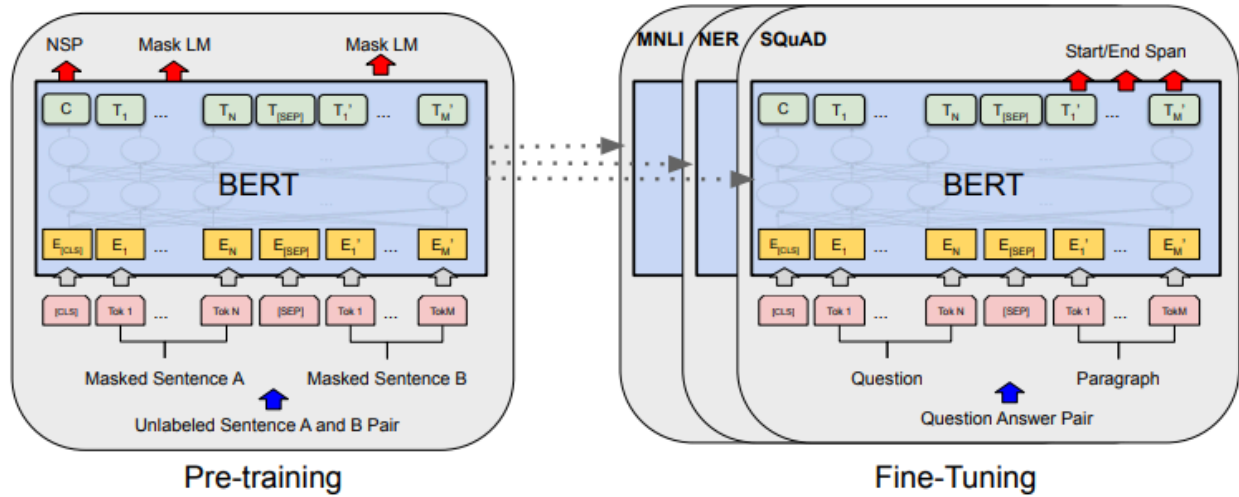 NSP Mask LM Mask LM
C T1 ... TN T[SEP] T1' ... TM'
...
BERT
...
E[CLS] E1 ... EN E[SEP] E1' ... EM'
[CLS] Tok 1 ... Tok N [SEP] Tok 1 ... TokM
Masked Sentence A Masked Sentence B
Unlabeled Sentence A and B Pair
Pre-training
MNLI NER SQuAD
Start/End Span
C T1 ... TN T[SEP] T1' ... TM'
...
BERT
...
E[CLS] E1 ... EN E[SEP] E1' ... EM'
[CLS] Tok 1 ... Tok N [SEP] Tok 1 ... TokM
Question Paragraph
Question Answer Pair
Fine-Tuning